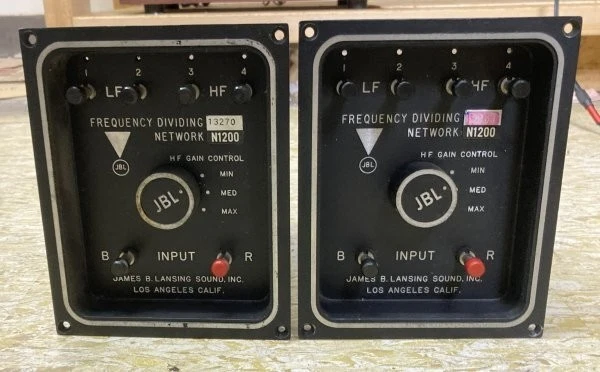 1 2 3 4
LF HF
FREQUENCY DIVIDING 13270
NETWORK N1200
JBL
H F GAIN CONTROL
MIN
JBL
MED
MAX
B INPUT R
JAMES B. LANSING SOUND, INC.
LOS ANGELES CALIF.
1 2 3 4
LF HF
FREQUENCY DIVIDING
NETWORK N1200
JBL
H F GAIN CONTROL
MIN
JBL
MED
MAX
B INPUT R
JAMES B. LANSING SOUND, INC.
LOS ANGELES CALIF.